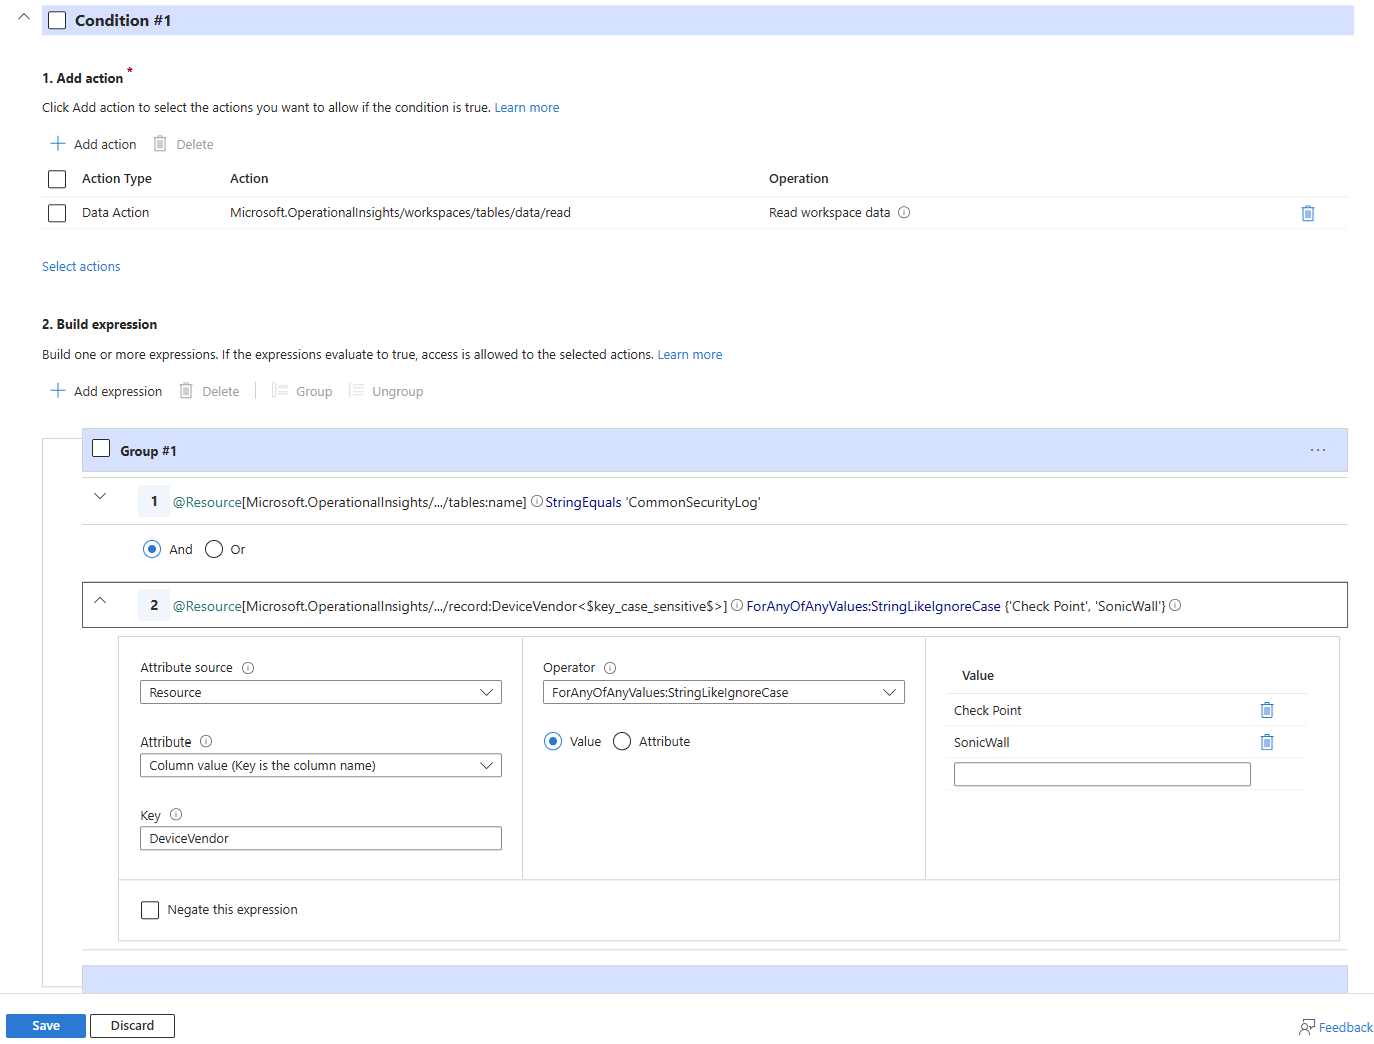 Condition #1
1. Add action *
Click Add action to select the actions you want to allow if the condition is true. Learn more
Add action Delete
Action Type Action Operation
Data Action Microsoft.OperationalInsights/workspaces/tables/data/read Read workspace data
Select actions
2. Build expression
Build one or more expressions. If the expressions evaluate to true, access is allowed to the selected actions. Learn more
Add expression Delete Group Ungroup
Group #1 ...
1 @Resource[Microsoft.OperationalInsights/.../tables:name] StringEquals 'CommonSecurityLog'
And Or
2 @Resource[Microsoft.OperationalInsights/.../record:DeviceVendor<$key_case_sensitive$>] ForAnyOfAnyValues:StringLikeIgnoreCase {'Check Point', 'SonicWall'}
Attribute source
Resource
Attribute
Column value (Key is the column name)
Key
DeviceVendor
Operator
ForAnyOfAnyValues:StringLikeIgnoreCase
Value Attribute
Value
Check Point
SonicWall
Negate this expression
Save Discard
Feedback